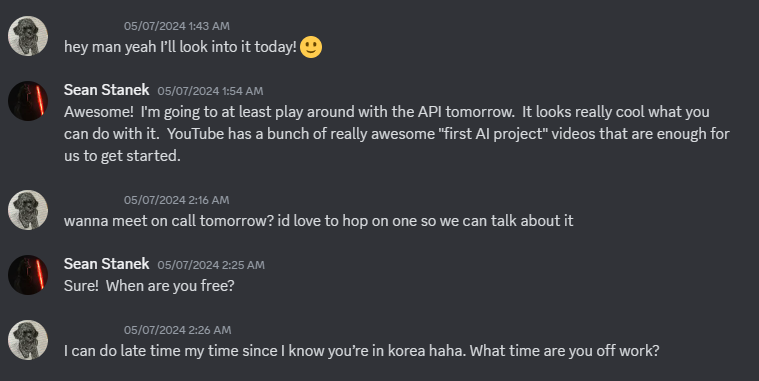 05/07/2024 1:43 AM
hey man yeah I'll look into it today!
Sean Stanek 05/07/2024 1:54 AM
Awesome!  I'm going to at least play around with the API tomorrow.  It looks really cool what you
can do with it.  YouTube has a bunch of really awesome "first AI project" videos that are enough for
us to get started.
05/07/2024 2:16 AM
wanna meet on call tomorrow? id love to hop on one so we can talk about it
Sean Stanek 05/07/2024 2:25 AM
Sure!  When are you free?
05/07/2024 2:26 AM
I can do late time my time since I know you're in korea haha. What time are you off work?